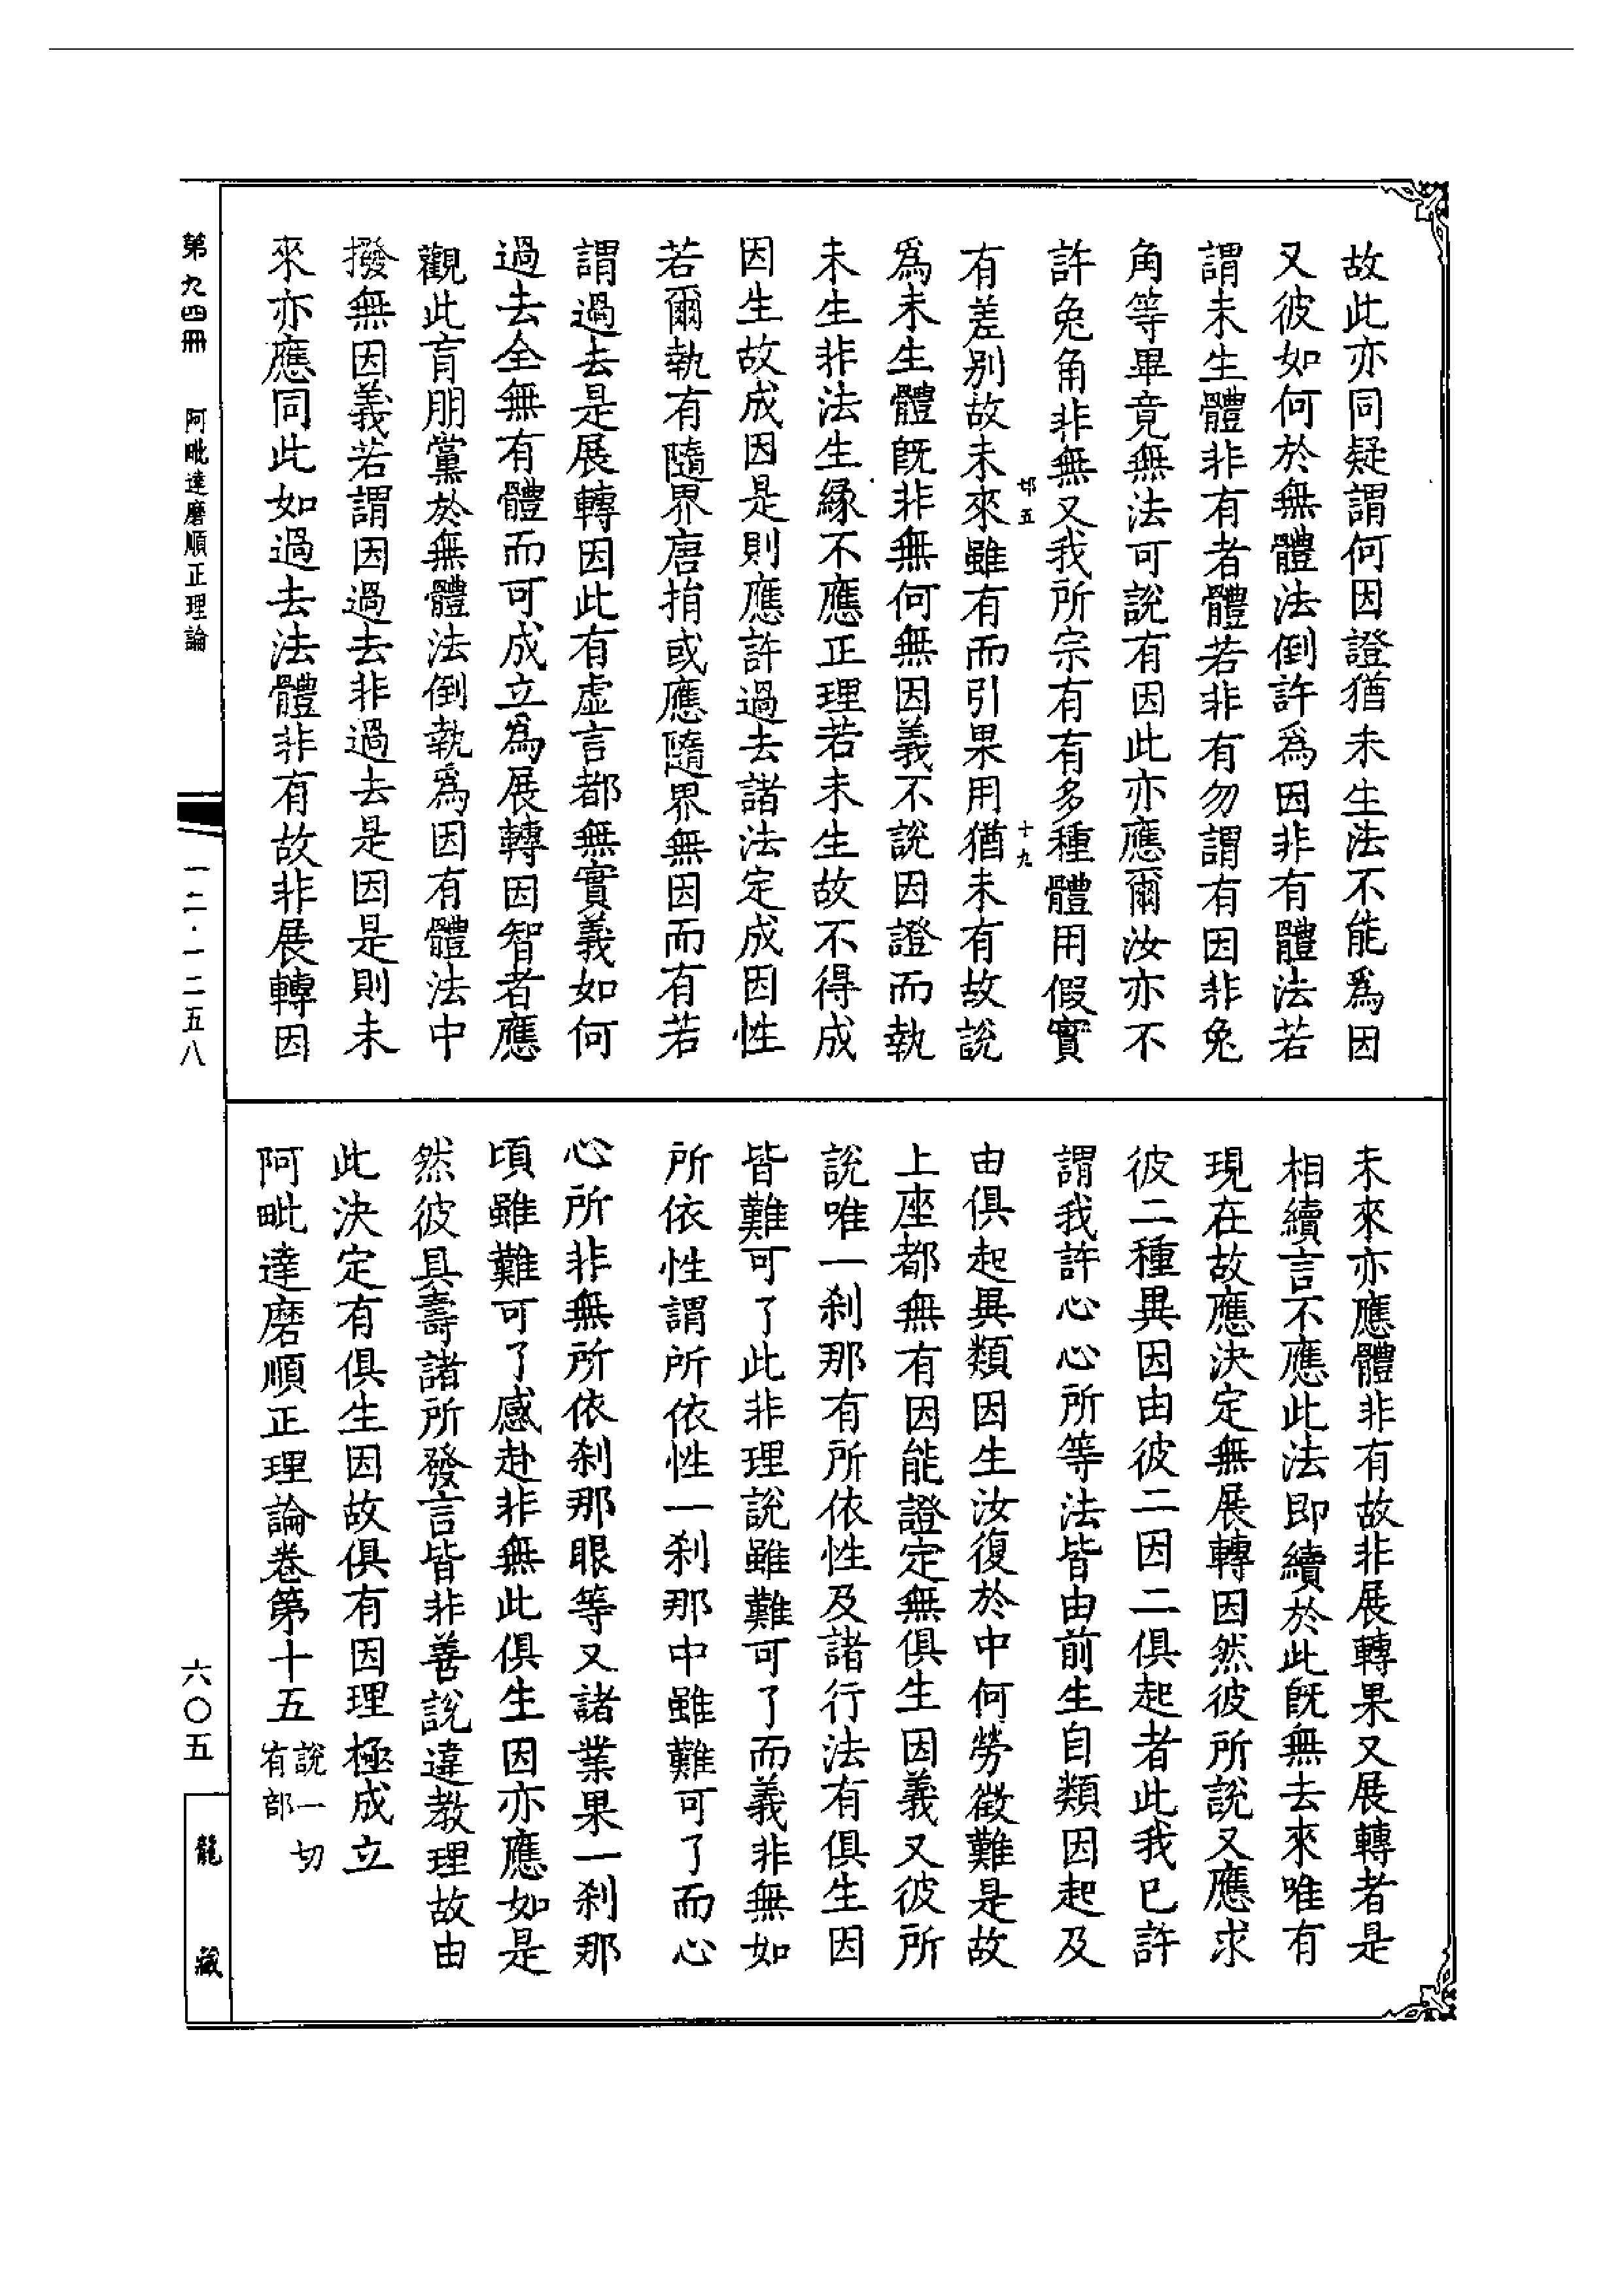 故此亦同疑謂何因證猶未生法不能爲因
又彼如何於無體法倒許爲因非有體法若
謂未生體非有者體若非有勿謂有因非兔
角等畢竟無法可說有因此亦應爾汝亦不
許兔角非無又我所宗有有多種體用假實
邶五
十九
有差別故未來雖有而引果用猶未有故說
爲未生體旣非無何無因義不說因證而執
未生非法生緣不應正理若未生故不得成
因生故成因是則應許過去諸法定成因性
若爾執有隨界唐捐或應隨界無因而有若
謂過去是展轉因此有虛言都無實義如何
過去全無有體而可成立爲展轉因智者應
觀此肓朋黨於無體法倒執爲因有體法中
撥無因義若謂因過去非過去是因是則未
來亦應同此如過去法體非有故非展轉因
未來亦應體非有故非展轉果又展轉者是
相續言不應此法即續於此旣無去來唯有
現在故應決定無展轉因然彼所說又應求
彼二種異因由彼二因二俱起者此我已許
謂我許心心所等法皆由前生自類因起及
由俱起異類因生汝復於中何勞徵難是故
上座都無有因能證定無俱生因義又彼所
說唯一刹那有所依性及諸行法有俱生因
皆難可了此非理說雖難可了而義非無如
所依性謂所依性一刹那中雖難可了而心
心所非無所依刹那眼等又諸業果一刹那
頃雖難可了感赴非無此俱生因亦應如是
然彼具壽諸所發言皆非善說違教理故由
此決定有俱生因故俱有因理極成立
阿毗達磨順正理論卷第十五 說一切有部
第九四冊 阿毗達磨順正理論
一二·一二五八
六〇五
龍藏